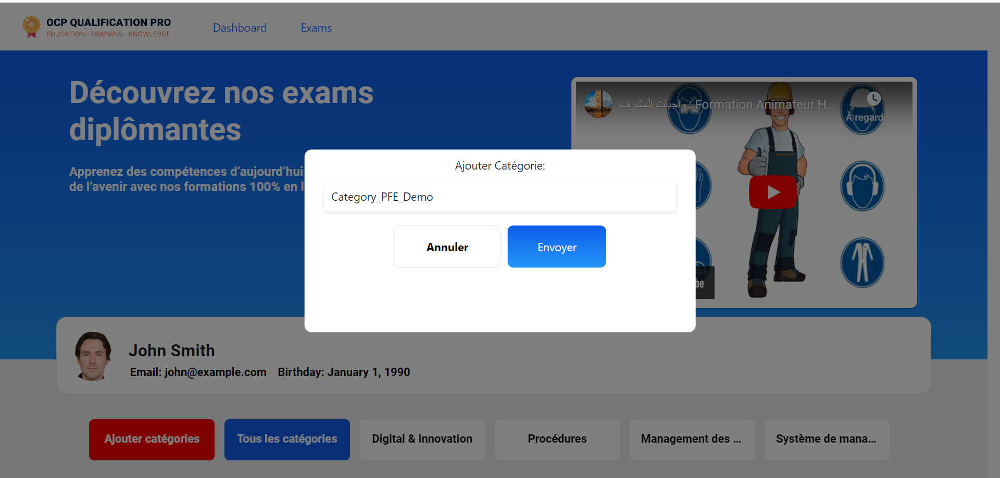 OCP QUALIFICATION PRO
EDUCATION - TRAINING - KNOWLEDGE
Dashboard
Exams
Découvrez nos exams
diplômantes
Apprenez des compétences d’aujourd’hui
de l’avenir avec nos formations 100% en l
واجبات المشرف : Formation Animateur H...
À regarder ...
be
Ajouter Catégorie:
Category_PFE_Demo
Annuler
Envoyer
John Smith
Email: john@example.com Birthday: January 1, 1990
Ajouter catégories
Tous les catégories
Digital & innovation
Procédures
Management des ...
Système de mana...